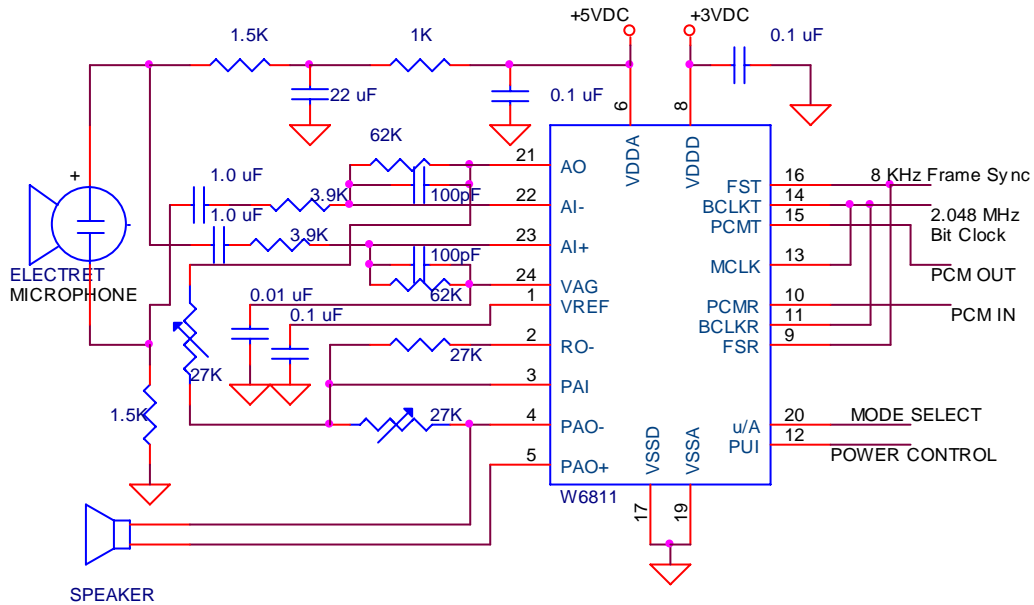 +5VDC
+3VDC
1.5K
1K
0.1 uF
22 uF
0.1 uF
6
8
VDDA
VDDD
62K
21
AO
1.0 uF
100pF
3.9K
22
AI-
1.0 uF
3.9K
23
AI+
100pF
62K
24
VAG
+
ELECTRET
MICROPHONE
0.01 uF
0.1 uF
1
VREF
27K
2
RO-
27K
3
PAI
1.5K
27K
4
PAO-
5
PAO+
FST
16
8 KHz Frame Sync
BCLKT
14
2.048 MHz
Bit Clock
PCMT
15
PCM OUT
MCLK
13
PCMR
10
PCM IN
BCLKR
11
FSR
9
u/A
20
MODE SELECT
PUI
12
POWER CONTROL
VSSD
VSSA
W6811
17
19
SPEAKER